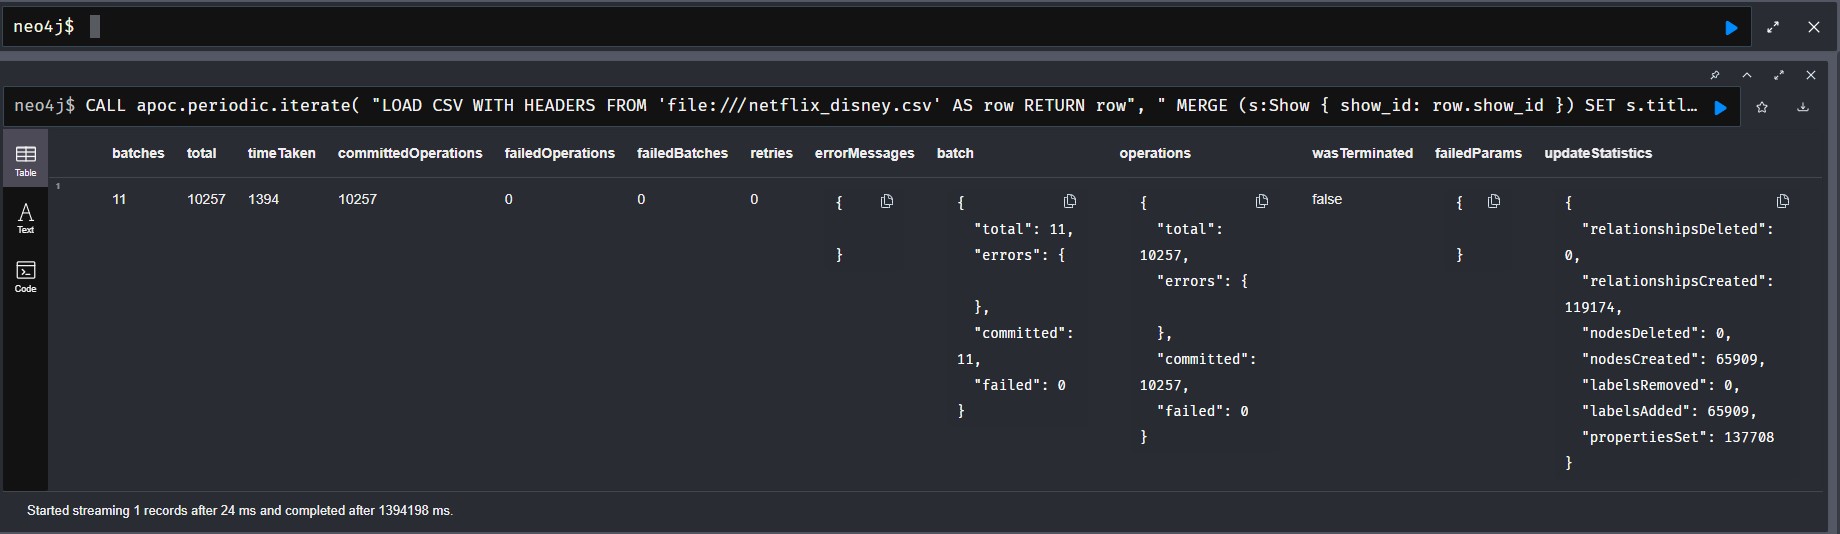 neo4j$
neo4j$ CALL apoc.periodic.iterate( "LOAD CSV WITH HEADERS FROM 'file:///netflix_disney.csv' AS row RETURN row", " MERGE (s:Show { show_id: row.show_id }) SET s.titl…
Table
Text
Code
batches total timeTaken committedOperations failedOperations failedBatches retries errorMessages batch operations wasTerminated failedParams updateStatistics
1
11 10257 1394 10257 0 0 0
{
}
{
"total": 11,
"errors": {
},
"committed":
11,
"failed": 0
}
{
"total":
10257,
"errors": {
},
"committed":
10257,
"failed": 0
}
false
{
}
{
"relationshipsDeleted":
0,
"relationshipsCreated":
119174,
"nodesDeleted": 0,
"nodesCreated": 65909,
"labelsRemoved": 0,
"labelsAdded": 65909,
"propertiesSet": 137708
}
Started streaming 1 records after 24 ms and completed after 1394198 ms.